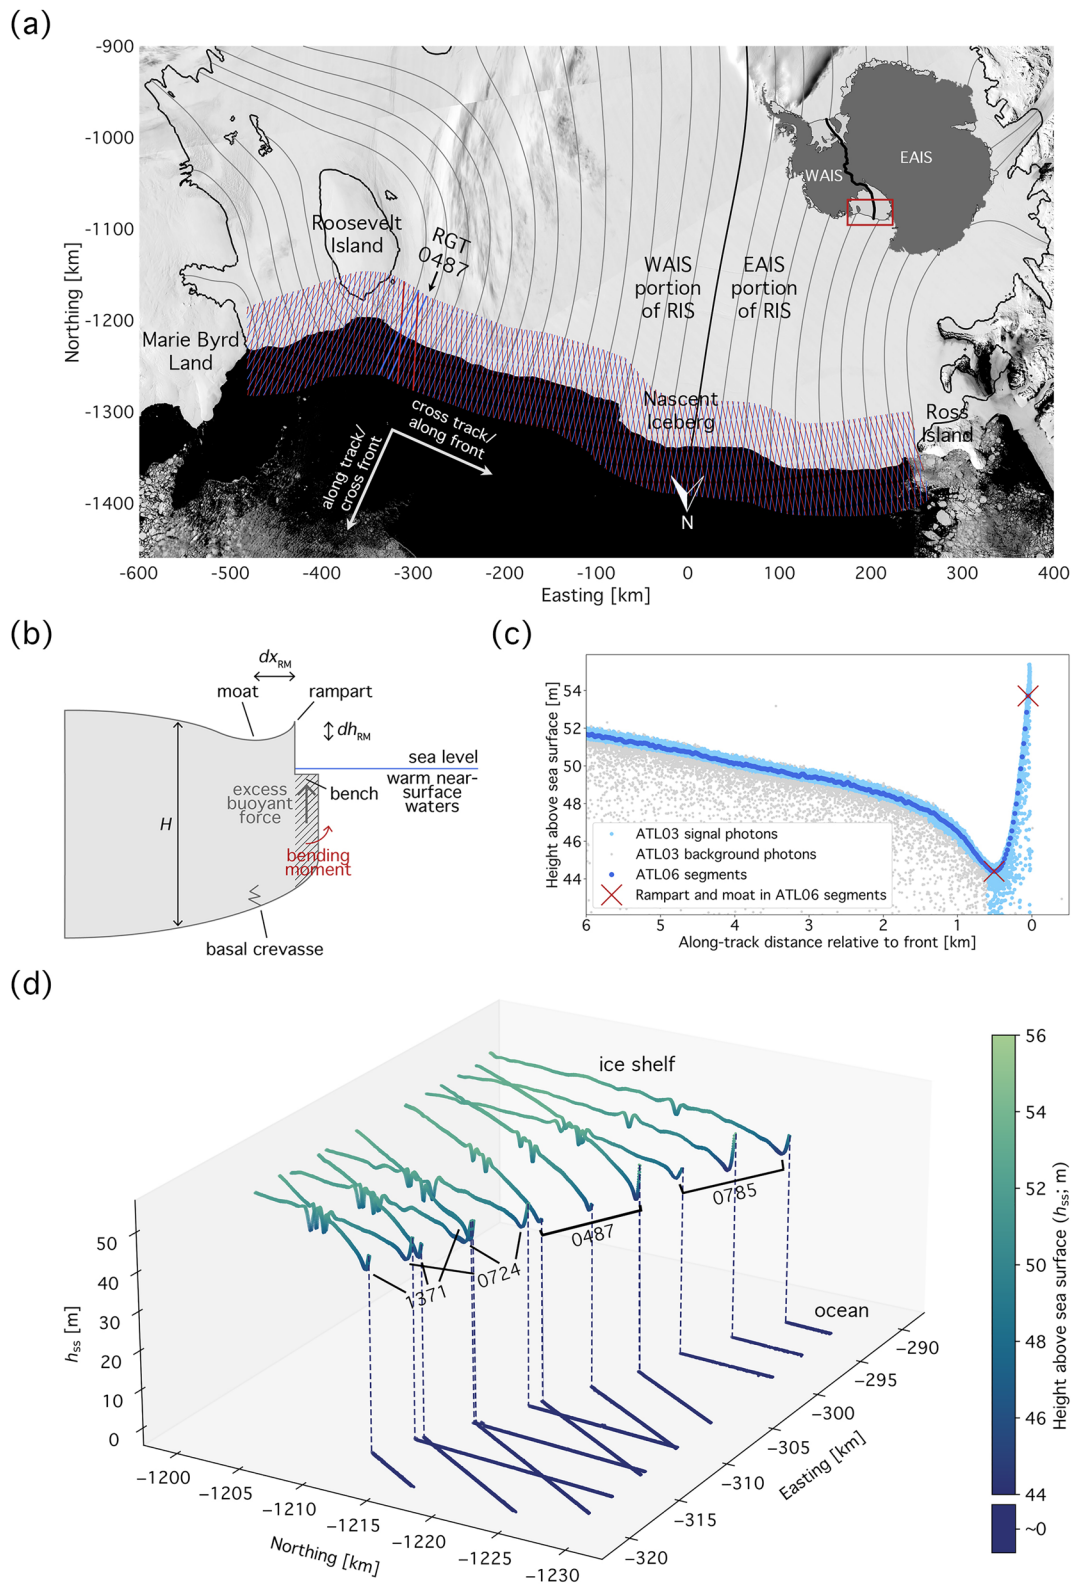 (a)
-900
-1000
-1100
-1200
-1300
-1400
Northing [km]
-600
-500
-400
-300
-200
-100
0
100
200
300
400
Easting [km]
Roosevelt
Island
RGT
0487
Marie Byrd
Land
WAIS
portion
of RIS
EAIS
portion
of RIS
WAIS
EAIS
Nascent
Iceberg
Ross
Island
cross track/
along front
along track/
cross front
N
(b)
dxRM
moat
rampart
dhRM
sea level
warm near-
surface
waters
bench
excess
buoyant
force
H
bending
moment
basal crevasse
(c)
Height above sea surface [m]
54
52
50
48
46
44
ATL03 signal photons
ATL03 background photons
ATL06 segments
Rampart and moat in ATL06 segments
6
5
4
3
2
1
0
Along-track distance relative to front [km]
(d)
ice shelf
0785
0487
0724
1371
ocean
hss [m]
50
40
30
20
10
0
−1200
−1205
−1210
−1215
−1220
−1225
−1230
Northing [km]
−290
−295
−300
−305
−310
−315
−320
Easting [km]
56
54
52
50
48
46
44
~0
Height above sea surface (hss; m)